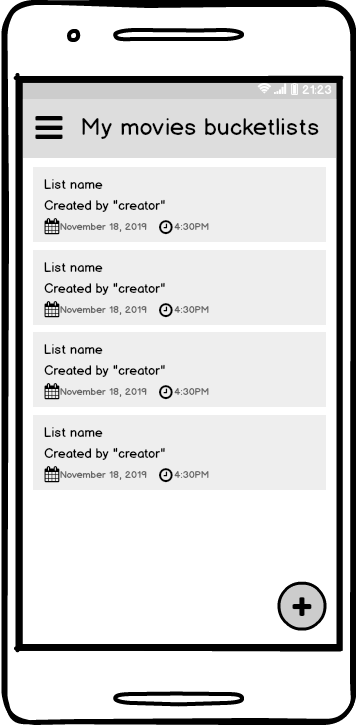 21:23
My movies bucketlists
List name
Created by "creator"
November 18, 2019 4:30PM
List name
Created by "creator"
November 18, 2019 4:30PM
List name
Created by "creator"
November 18, 2019 4:30PM
List name
Created by "creator"
November 18, 2019 4:30PM